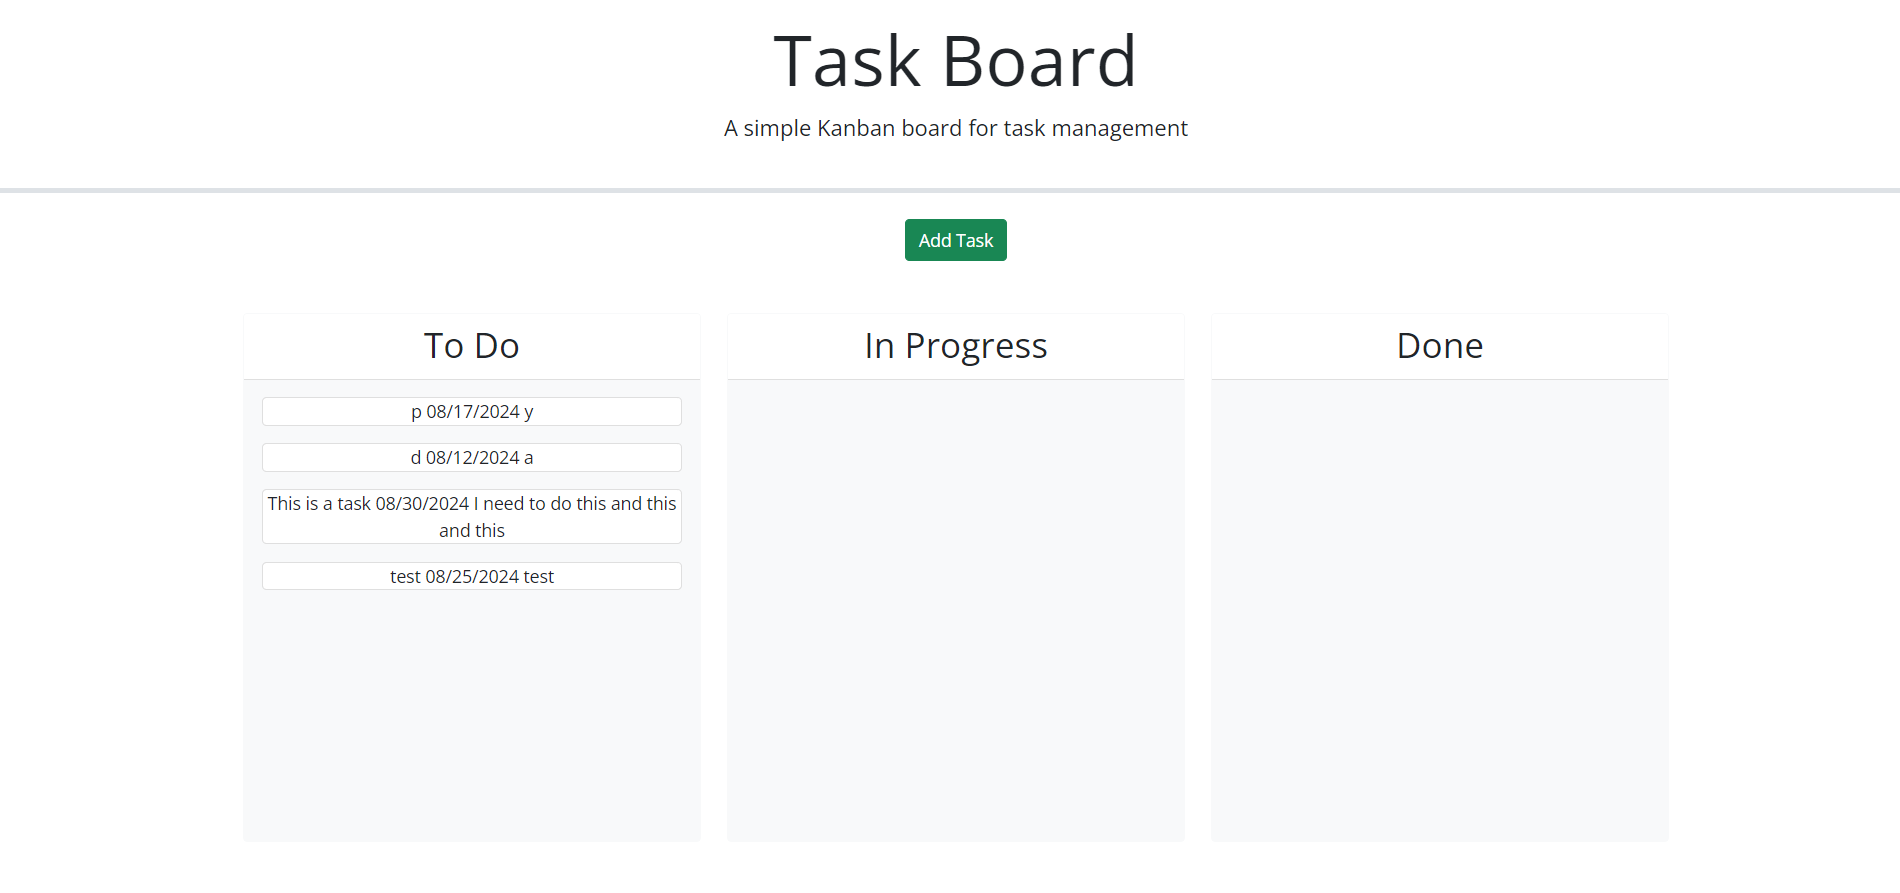 Task Board
A simple Kanban board for task management
Add Task
To Do
p 08/17/2024 y
d 08/12/2024 a
This is a task 08/30/2024 I need to do this and this
and this
test 08/25/2024 test
In Progress
Done